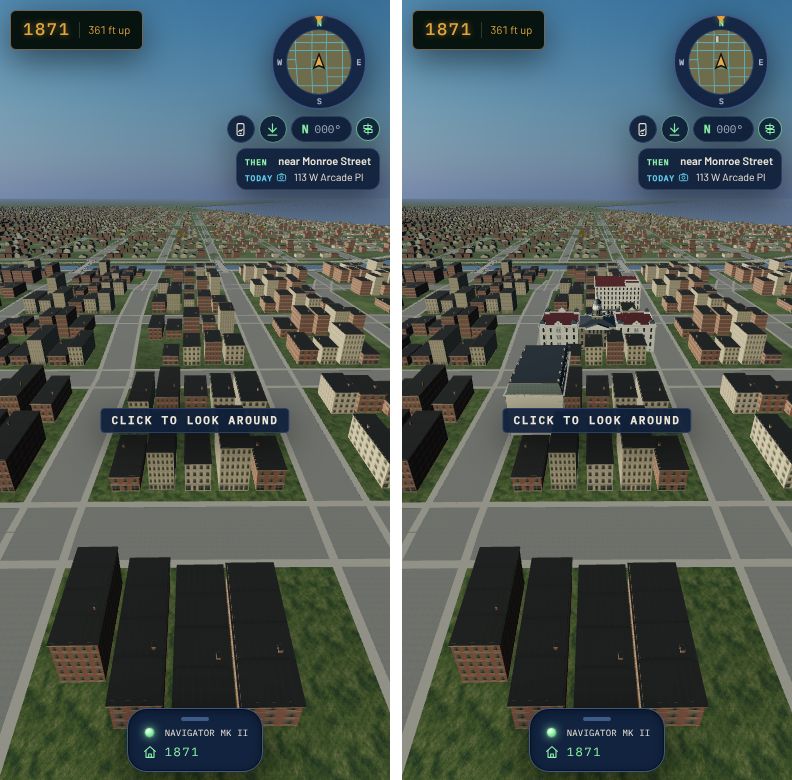 1871 361 ft up
N
W E
S
N 000°
THEN near Monroe Street
TODAY 113 W Arcade Pl
CLICK TO LOOK AROUND
NAVIGATOR MK II
1871
1871 361 ft up
N
W E
S
N 000°
THEN near Monroe Street
TODAY 113 W Arcade Pl
CLICK TO LOOK AROUND
NAVIGATOR MK II
1871